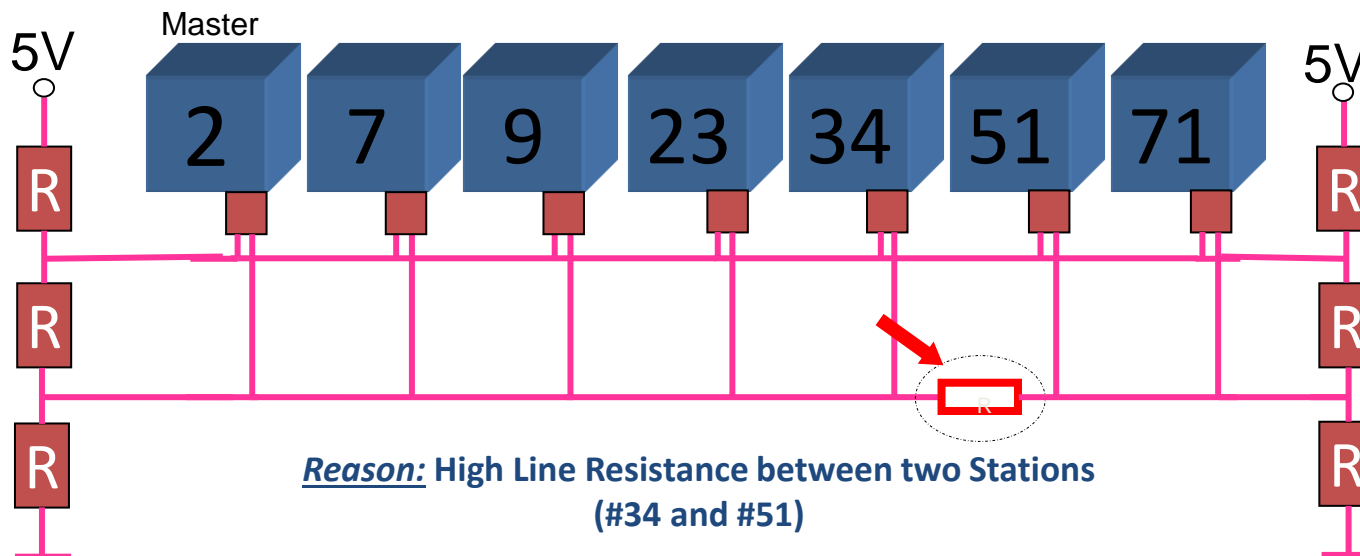 Master
5V
5V
2 7 9 23 34 51 71
R
R
R
R
R
R
R
Reason: High Line Resistance between two Stations
(#34 and #51)